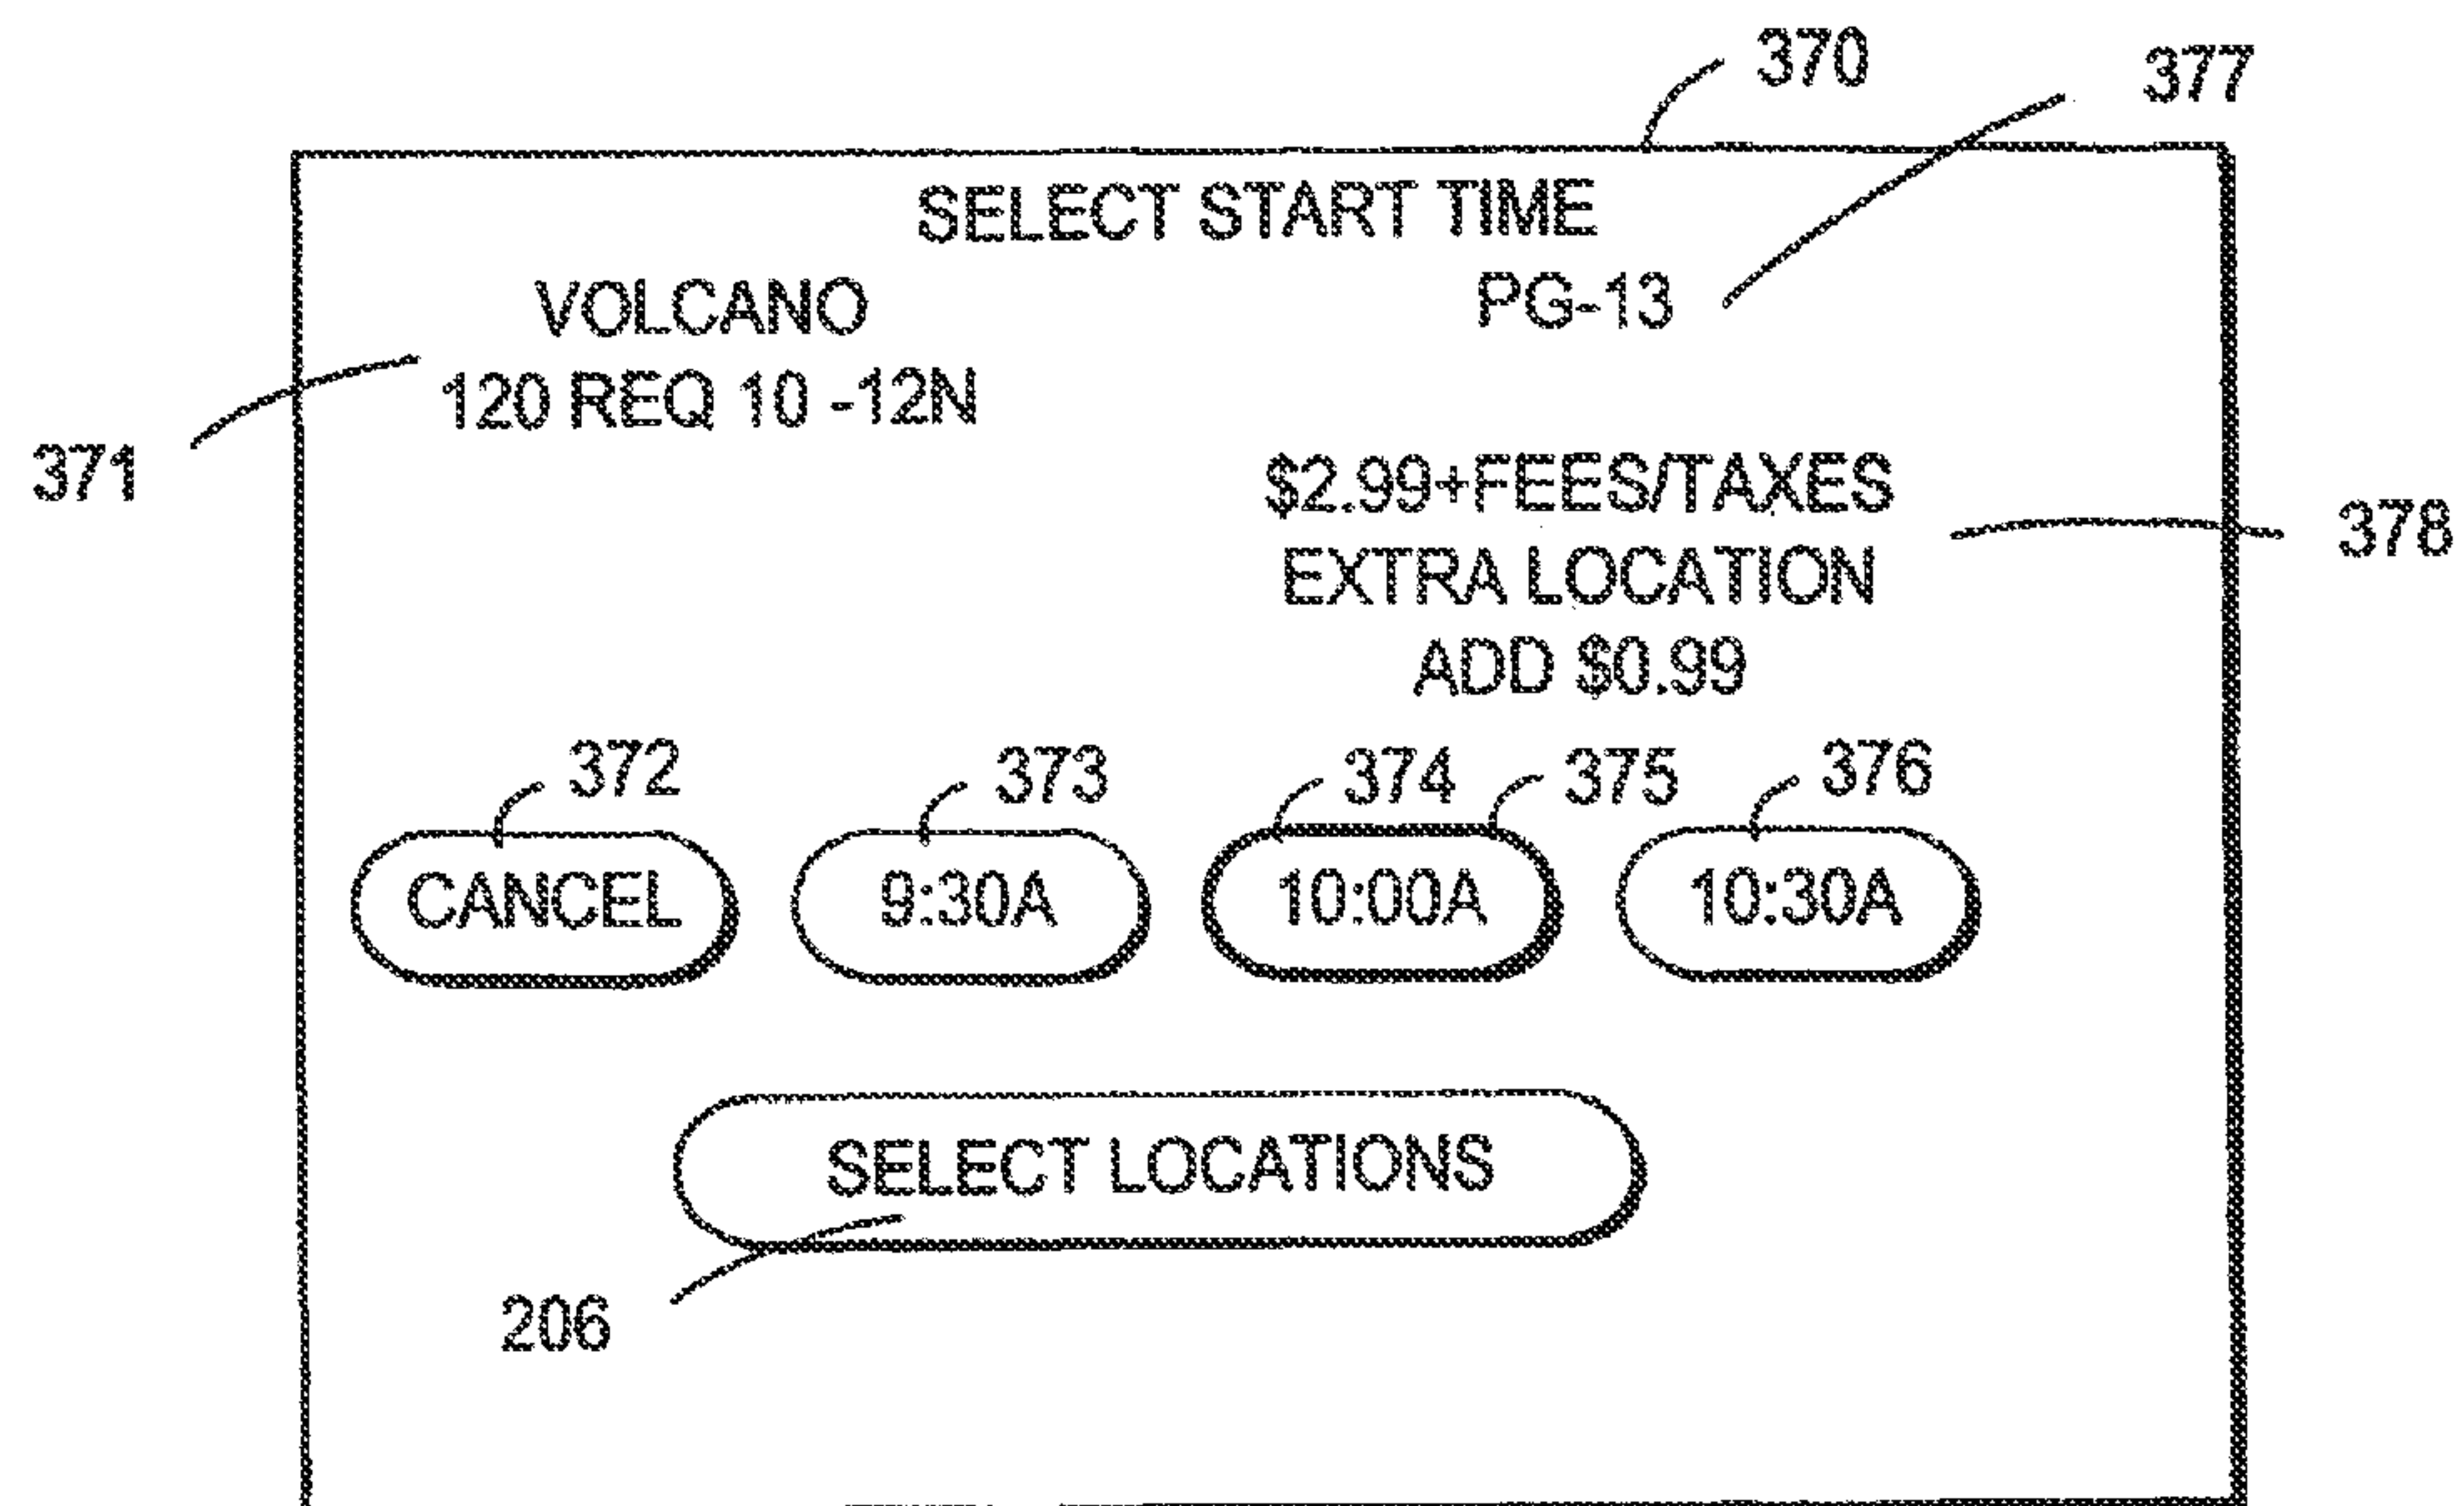 370
377
SELECT START TIME
VOLCANO PG-13
120 REQ 10 -12N
371
$2.99+FEES/TAXES
378
EXTRA LOCATION
ADD $0.99
372 373 374 375 376
CANCEL 9:30A 10:00A 10:30A
SELECT LOCATIONS
206